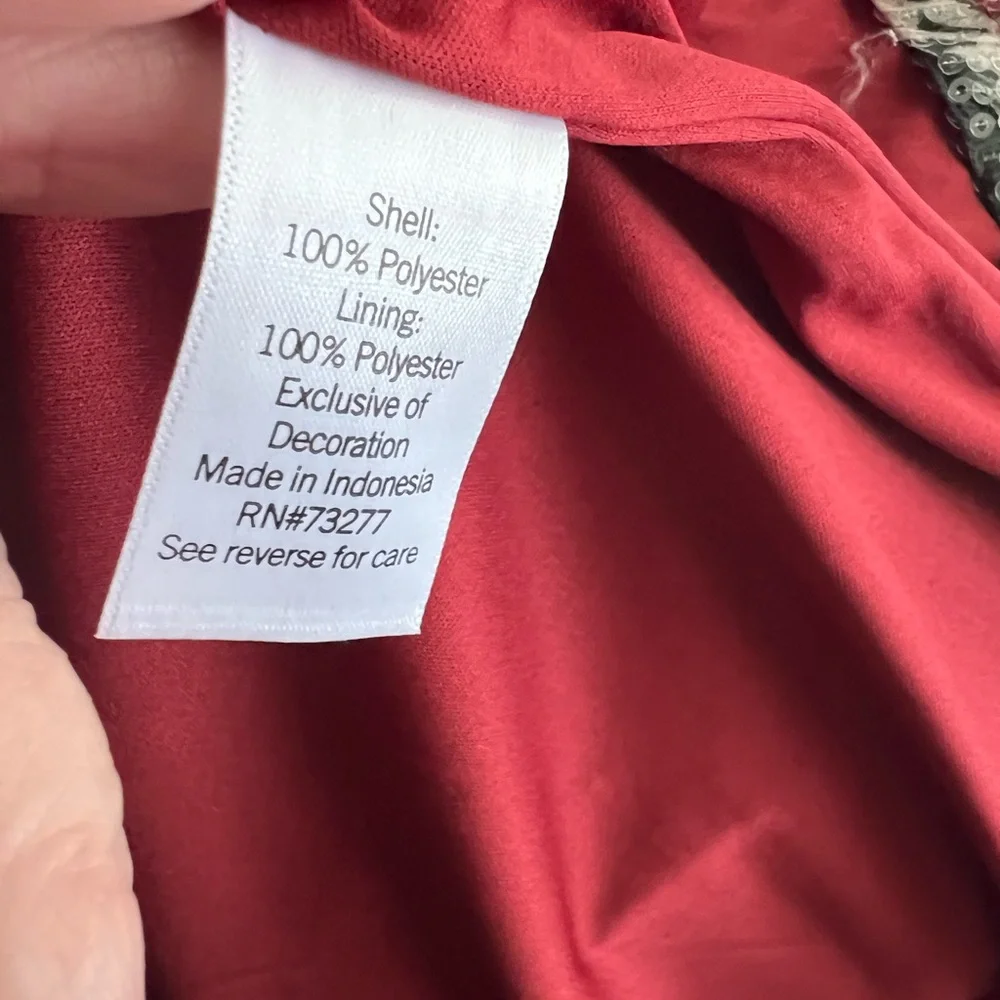 Shell:
100% Polyester
Lining:
100% Polyester
Exclusive of
Decoration
Made in Indonesia
RN#73277
See reverse for care